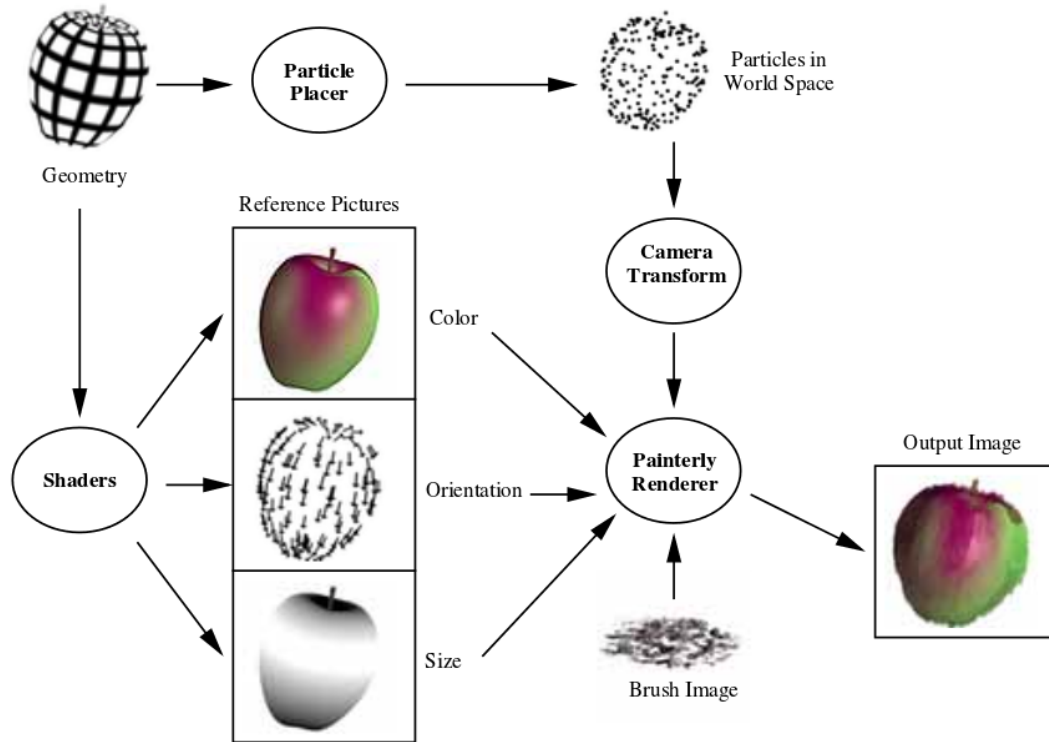 Particle
Placer
Particles in
World Space
Geometry
Reference Pictures
Camera
Transform
Color
Shaders
Orientation
Painterly
Renderer
Output Image
Size
Brush Image